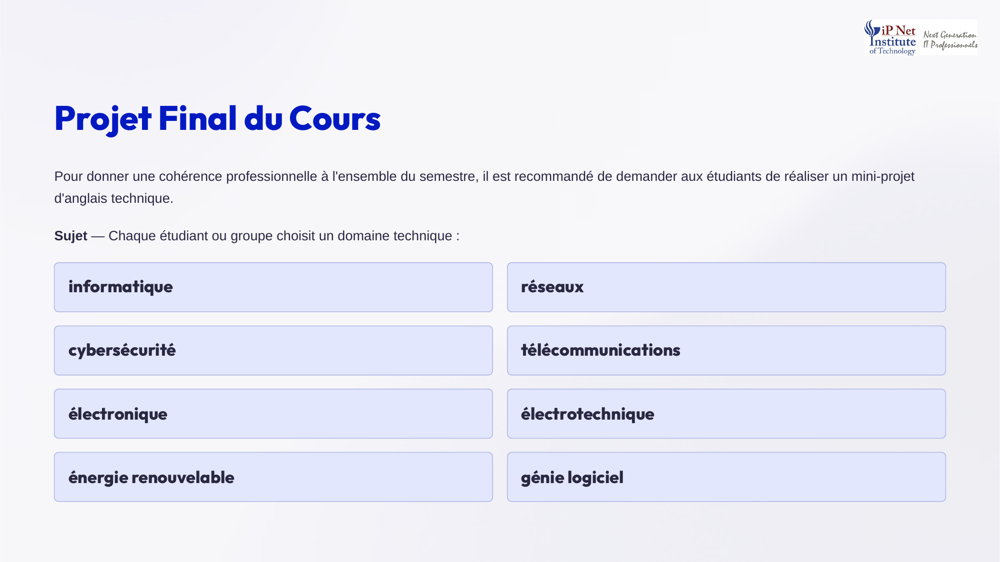 iP Net
Institute
of Technology
Next Generation
IT Professionnels
Projet Final du Cours
Pour donner une cohérence professionnelle à l'ensemble du semestre, il est recommandé de demander aux étudiants de réaliser un mini-projet
d'anglais technique.
Sujet — Chaque étudiant ou groupe choisit un domaine technique :
informatique
réseaux
cybersécurité
télécommunications
électronique
électrotechnique
énergie renouvelable
génie logiciel